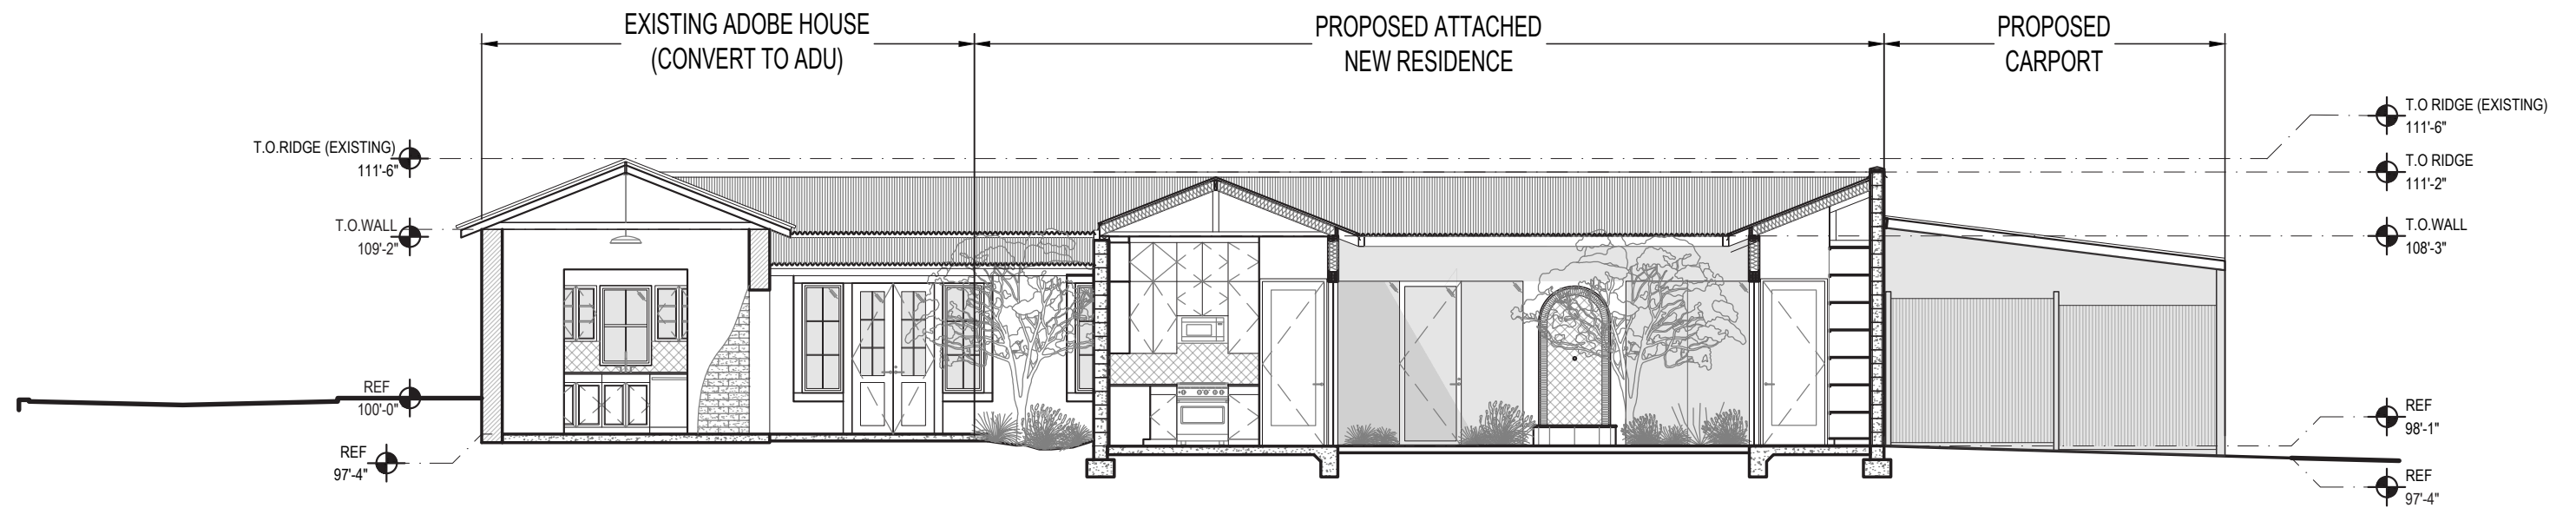 EXISTING ADOBE HOUSE
(CONVERT TO ADU)
PROPOSED ATTACHED
NEW RESIDENCE
PROPOSED
CARPORT
T.O.RIDGE (EXISTING)
111'-6"
T.O.WALL
109'-2"
REF
100'-0"
REF
97'-4"
T.O RIDGE (EXISTING)
111'-6"
T.O RIDGE
111'-2"
T.O.WALL
108'-3"
REF
98'-1"
REF
97'-4"